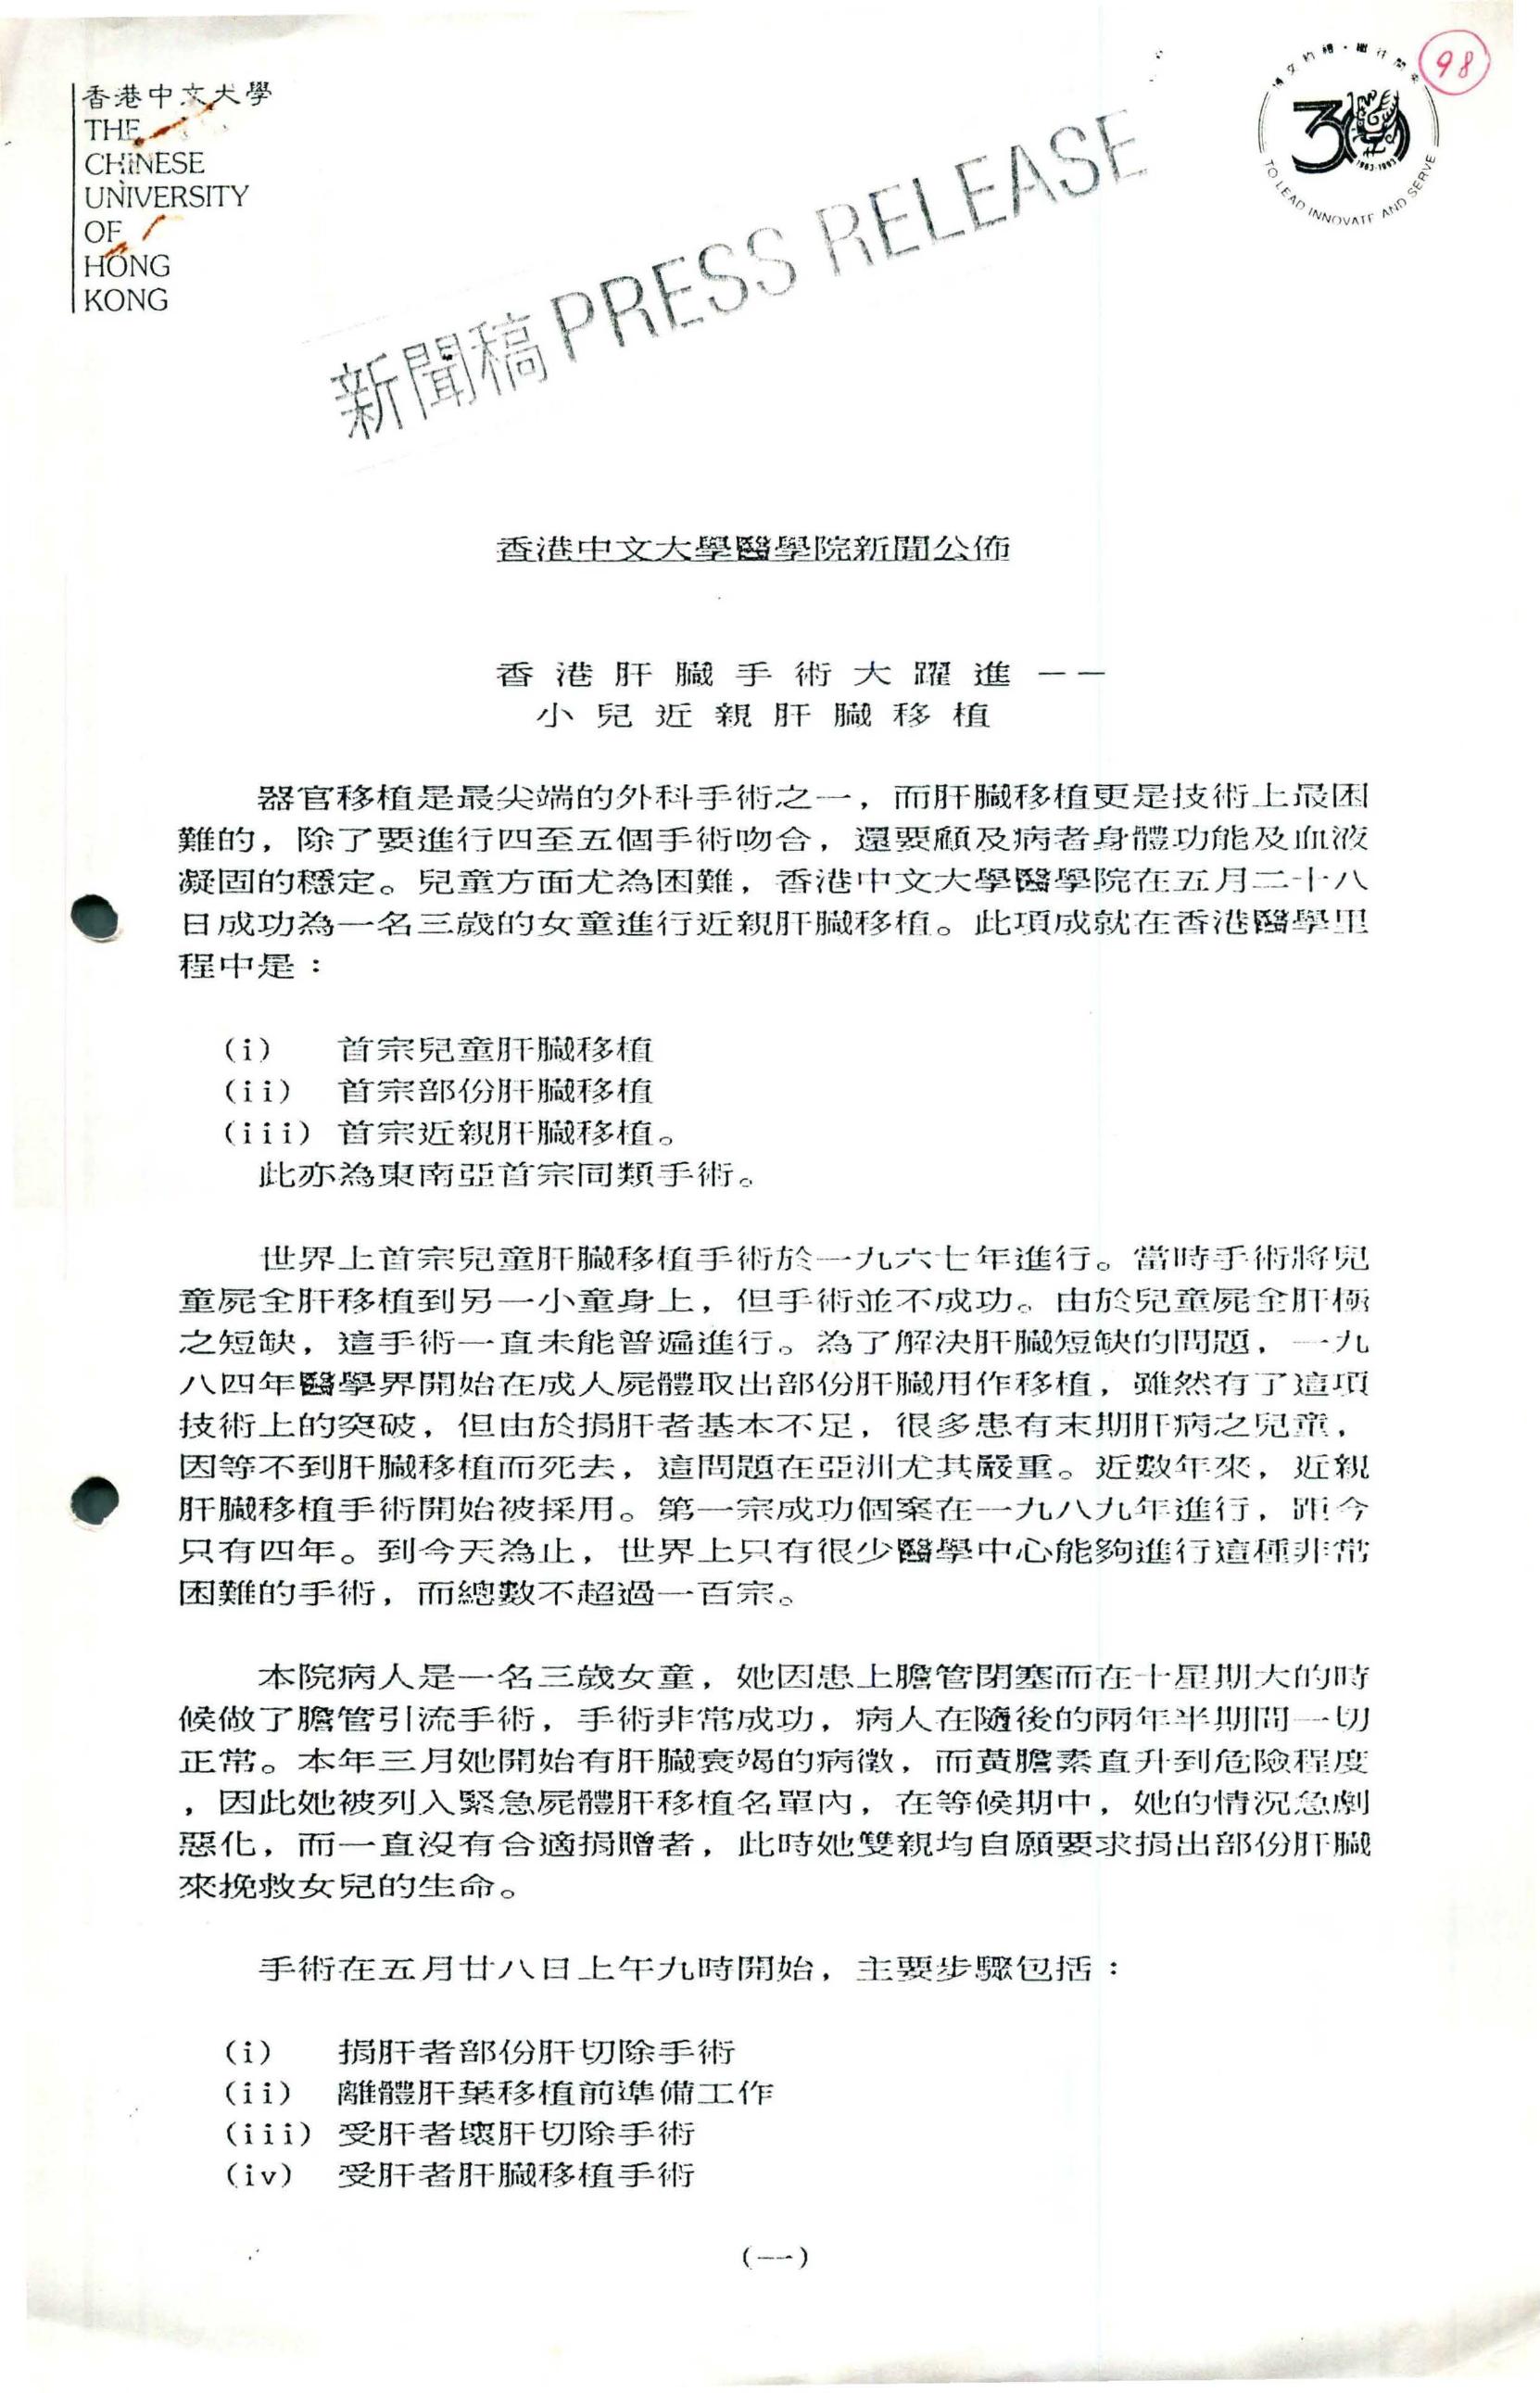 香港中文大學
THE
CHINESE
UNIVERSITY
OF
HONG
KONG
98
博文約禮·繼往開來
30
1963-1993
TO LEAD INNOVATE AND SERVE
新聞稿 PRESS RELEASE
香港中文大學醫學院新聞公佈
香港肝臟手術大躍進——
小兒近親肝臟移植
器官移植是最尖端的外科手術之一，而肝臟移植更是技術上最困
難的，除了要進行四至五個手術吻合，還要顧及病者身體功能及血液
凝固的穩定。兒童方面尤為困難，香港中文大學醫學院在五月二十八
日成功為一名三歲的女童進行近親肝臟移植。此項成就在香港醫學里
程中是：
(i) 首宗兒童肝臟移植
(ii) 首宗部份肝臟移植
(iii) 首宗近親肝臟移植。
此亦為東南亞首宗同類手術。
世界上首宗兒童肝臟移植手術於一九六七年進行。當時手術將兒
童屍全肝移植到另一小童身上，但手術並不成功。由於兒童屍全肝極
之短缺，這手術一直未能普遍進行。為了解決肝臟短缺的問題，一九
八四年醫學界開始在成人屍體取出部份肝臟用作移植，雖然有了這項
技術上的突破，但由於捐肝者基本不足，很多患有末期肝病之兒童，
因等不到肝臟移植而死去，這問題在亞洲尤其嚴重。近數年來，近親
肝臟移植手術開始被採用。第一宗成功個案在一九八九年進行，距今
只有四年。到今天為止，世界上只有很少醫學中心能夠進行這種非常
困難的手術，而總數不超過一百宗。
本院病人是一名三歲女童，她因患上膽管閉塞而在十星期大的時
候做了膽管引流手術，手術非常成功，病人在隨後的兩年半期間一切
正常。本年三月她開始有肝臟衰竭的病徵，而黃膽素直升到危險程度
，因此她被列入緊急屍體肝移植名單內，在等候期中，她的情況急劇
惡化，而一直沒有合適捐贈者，此時她雙親均自願要求捐出部份肝臟
來挽救女兒的生命。
手術在五月廿八日上午九時開始，主要步驟包括：
(i) 捐肝者部份肝切除手術
(ii) 離體肝葉移植前準備工作
(iii) 受肝者壞肝切除手術
(iv) 受肝者肝臟移植手術
(一)